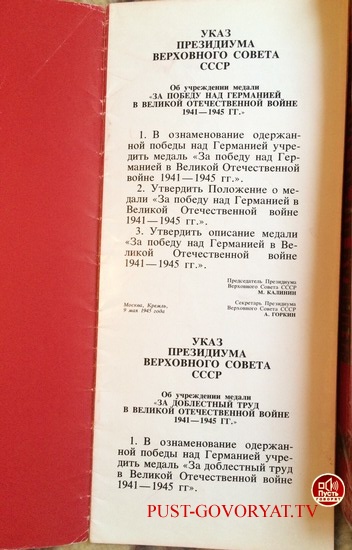 УКАЗ
ПРЕЗИДИУМА
ВЕРХОВНОГО СОВЕТА
СССР
Об учреждении медали
«ЗА ПОБЕДУ НАД ГЕРМАНИЕЙ
В ВЕЛИКОЙ ОТЕЧЕСТВЕННОЙ ВОЙНЕ
1941—1945 ГГ.»
1. В ознаменование одержан-
ной победы над Германией учре-
дить медаль «За победу над Гер-
манией в Великой Отечественной
войне 1941—1945 гг.».
2. Утвердить Положение о ме-
дали «За победу над Германией в
Великой Отечественной войне
1941—1945 гг.».
3. Утвердить описание медали
«За победу над Германией в Ве-
ликой Отечественной войне
1941—1945 гг.».
Председатель Президиума
Верховного Совета СССР
М. КАЛИНИН
Секретарь Президиума
Верховного Совета СССР
А. ГОРКИН
Москва, Кремль,
9 мая 1945 года
УКАЗ
ПРЕЗИДИУМА
ВЕРХОВНОГО СОВЕТА
СССР
Об учреждении медали
«ЗА ДОБЛЕСТНЫЙ ТРУД
В ВЕЛИКОЙ ОТЕЧЕСТВЕННОЙ ВОЙНЕ
1941—1945 ГГ.»
1. В ознаменование одержан-
ной победы над Германией учре-
дить медаль «За доблестный труд
в Великой Отечественной войне
1941—1945 гг».
Пусть
говорят
PUST-GOVORYAT.TV